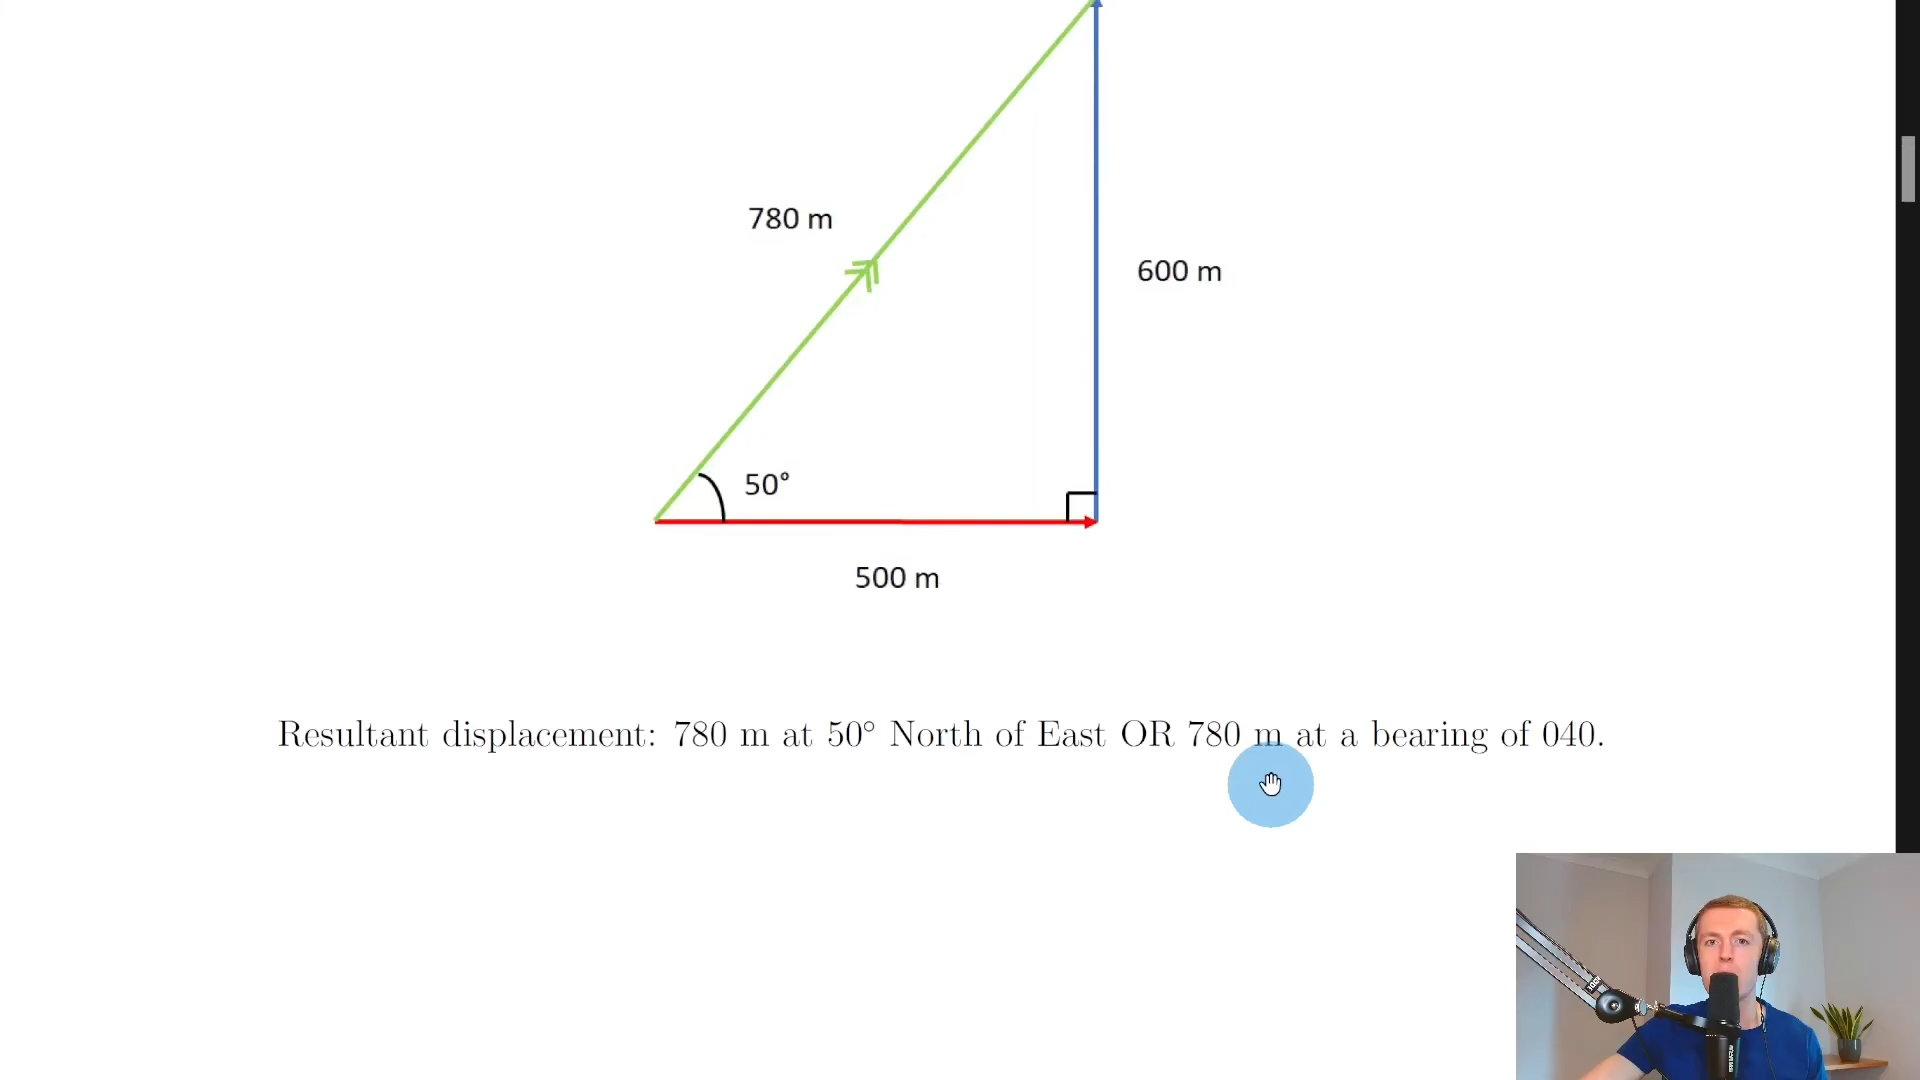 780 m
600 m
50°
500 m
Resultant displacement: 780 m at 50° North of East OR 780 m at a bearing of 040.